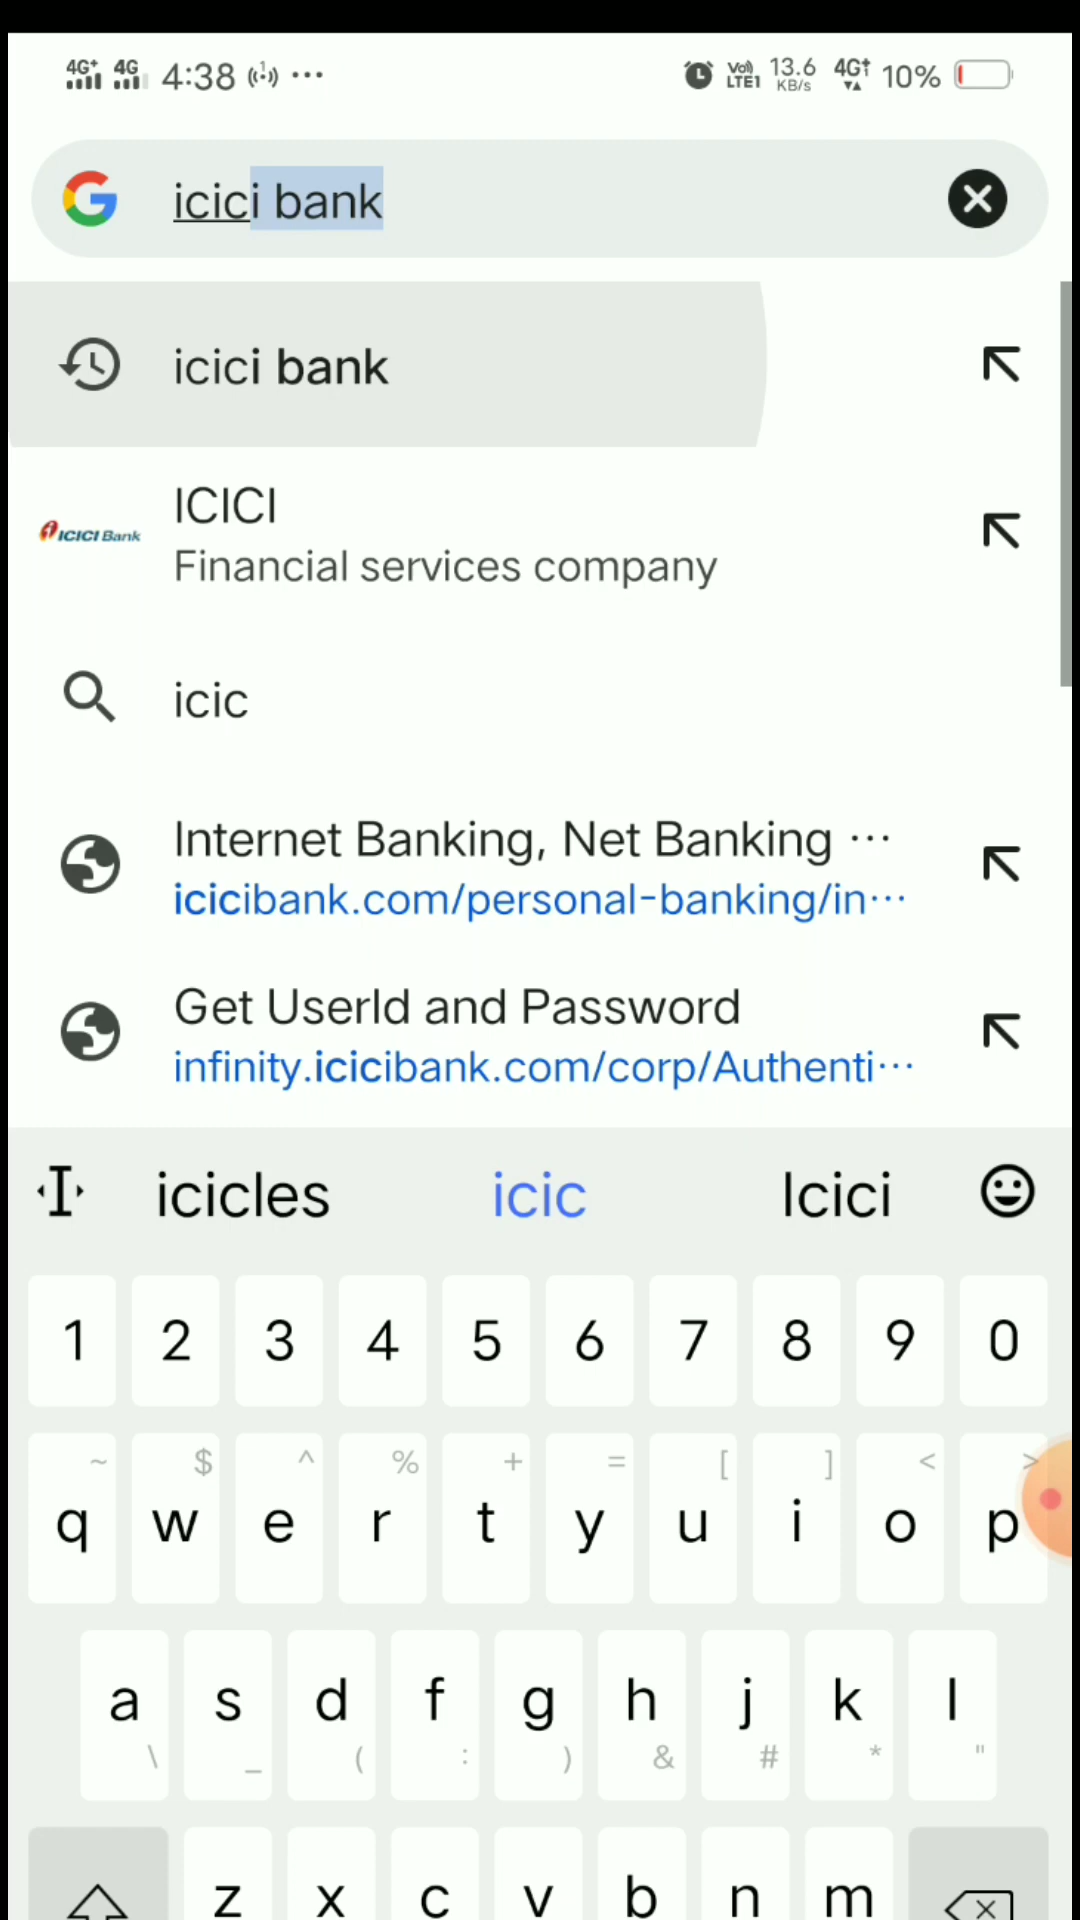 4G+ 4G 4:38 ... Vo)) LTE1 13.6 KB/s 4G 10%
icici bank
icici bank
ICICI Bank
ICICI
Financial services company
icic
Internet Banking, Net Banking ...
icicibank.com/personal-banking/in...
Get UserId and Password
infinity.icicibank.com/corp/Authenti...
icicles icic Icici
1 2 3 4 5 6 7 8 9 0
~ $ ^ % + = [ ] < >
q w e r t y u i o p
a s d f g h j k l
\ _ ( : ) & # * "
z x c v b n m